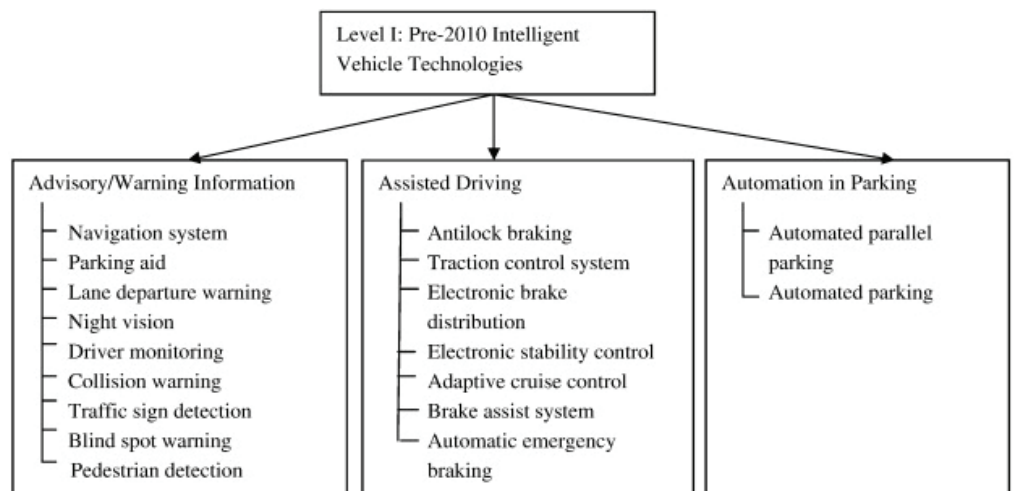 Level I: Pre-2010 Intelligent
Vehicle Technologies
Advisory/Warning Information
Navigation system
Parking aid
Lane departure warning
Night vision
Driver monitoring
Collision warning
Traffic sign detection
Blind spot warning
Pedestrian detection
Assisted Driving
Antilock braking
Traction control system
Electronic brake
distribution
Electronic stability control
Adaptive cruise control
Brake assist system
Automatic emergency
braking
Automation in Parking
Automated parallel
parking
Automated parking